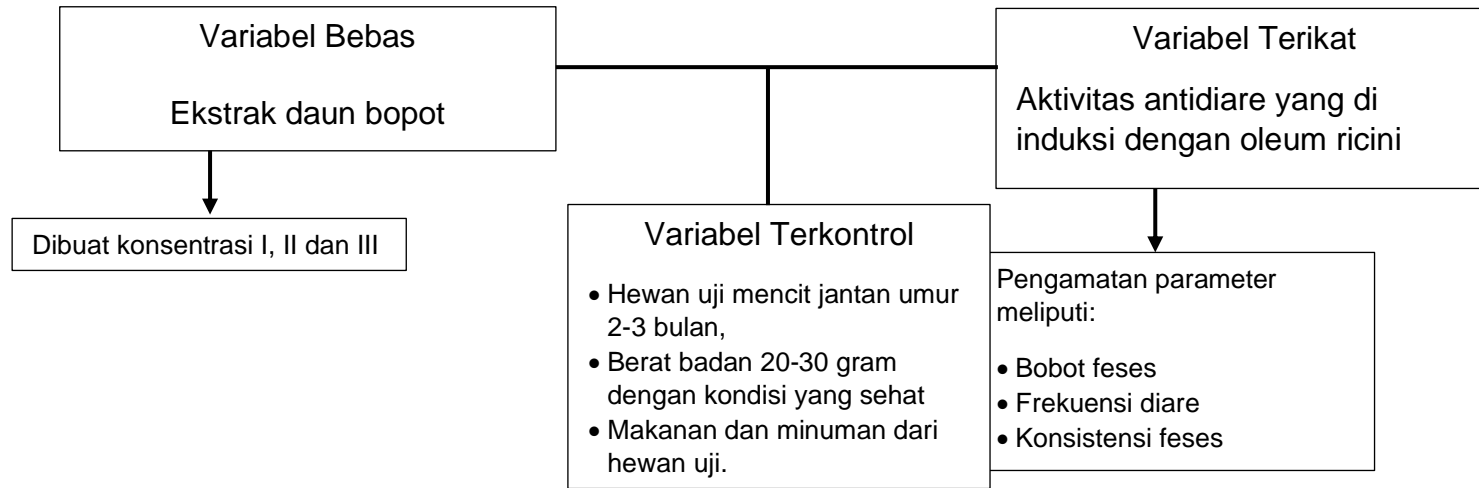 Variabel Bebas
Ekstrak daun bopot
Dibuat konsentrasi I, II dan III
Variabel Terkontrol
• Hewan uji mencit jantan umur
2-3 bulan,
• Berat badan 20-30 gram
dengan kondisi yang sehat
• Makanan dan minuman dari
hewan uji.
Variabel Terikat
Aktivitas antidiare yang di
induksi dengan oleum ricini
Pengamatan parameter
meliputi:
• Bobot feses
• Frekuensi diare
• Konsistensi feses